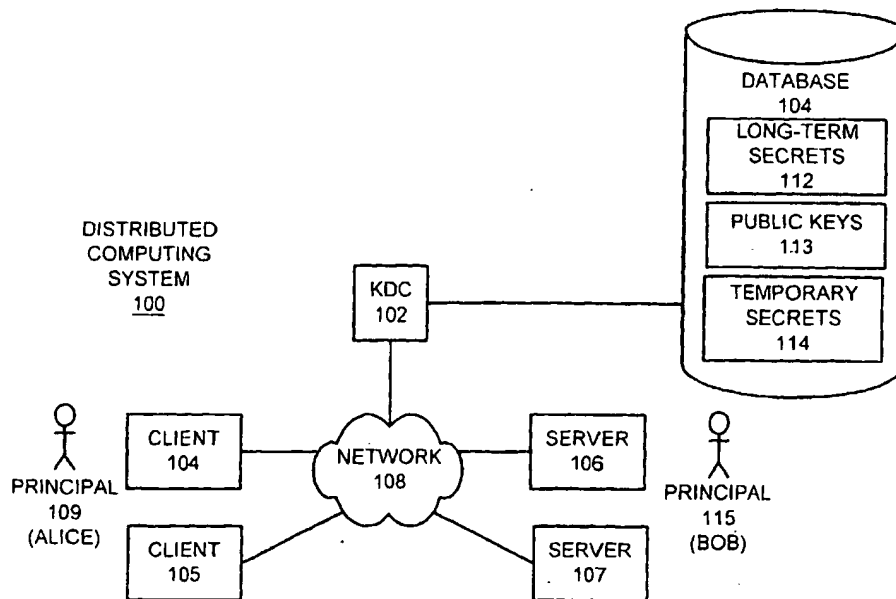 DATABASE
104
LONG-TERM
SECRETS
112
PUBLIC KEYS
113
TEMPORARY
SECRETS
114
DISTRIBUTED
COMPUTING
SYSTEM
100
KDC
102
PRINCIPAL
109
(ALICE)
CLIENT
104
CLIENT
105
NETWORK
108
SERVER
106
SERVER
107
PRINCIPAL
115
(BOB)